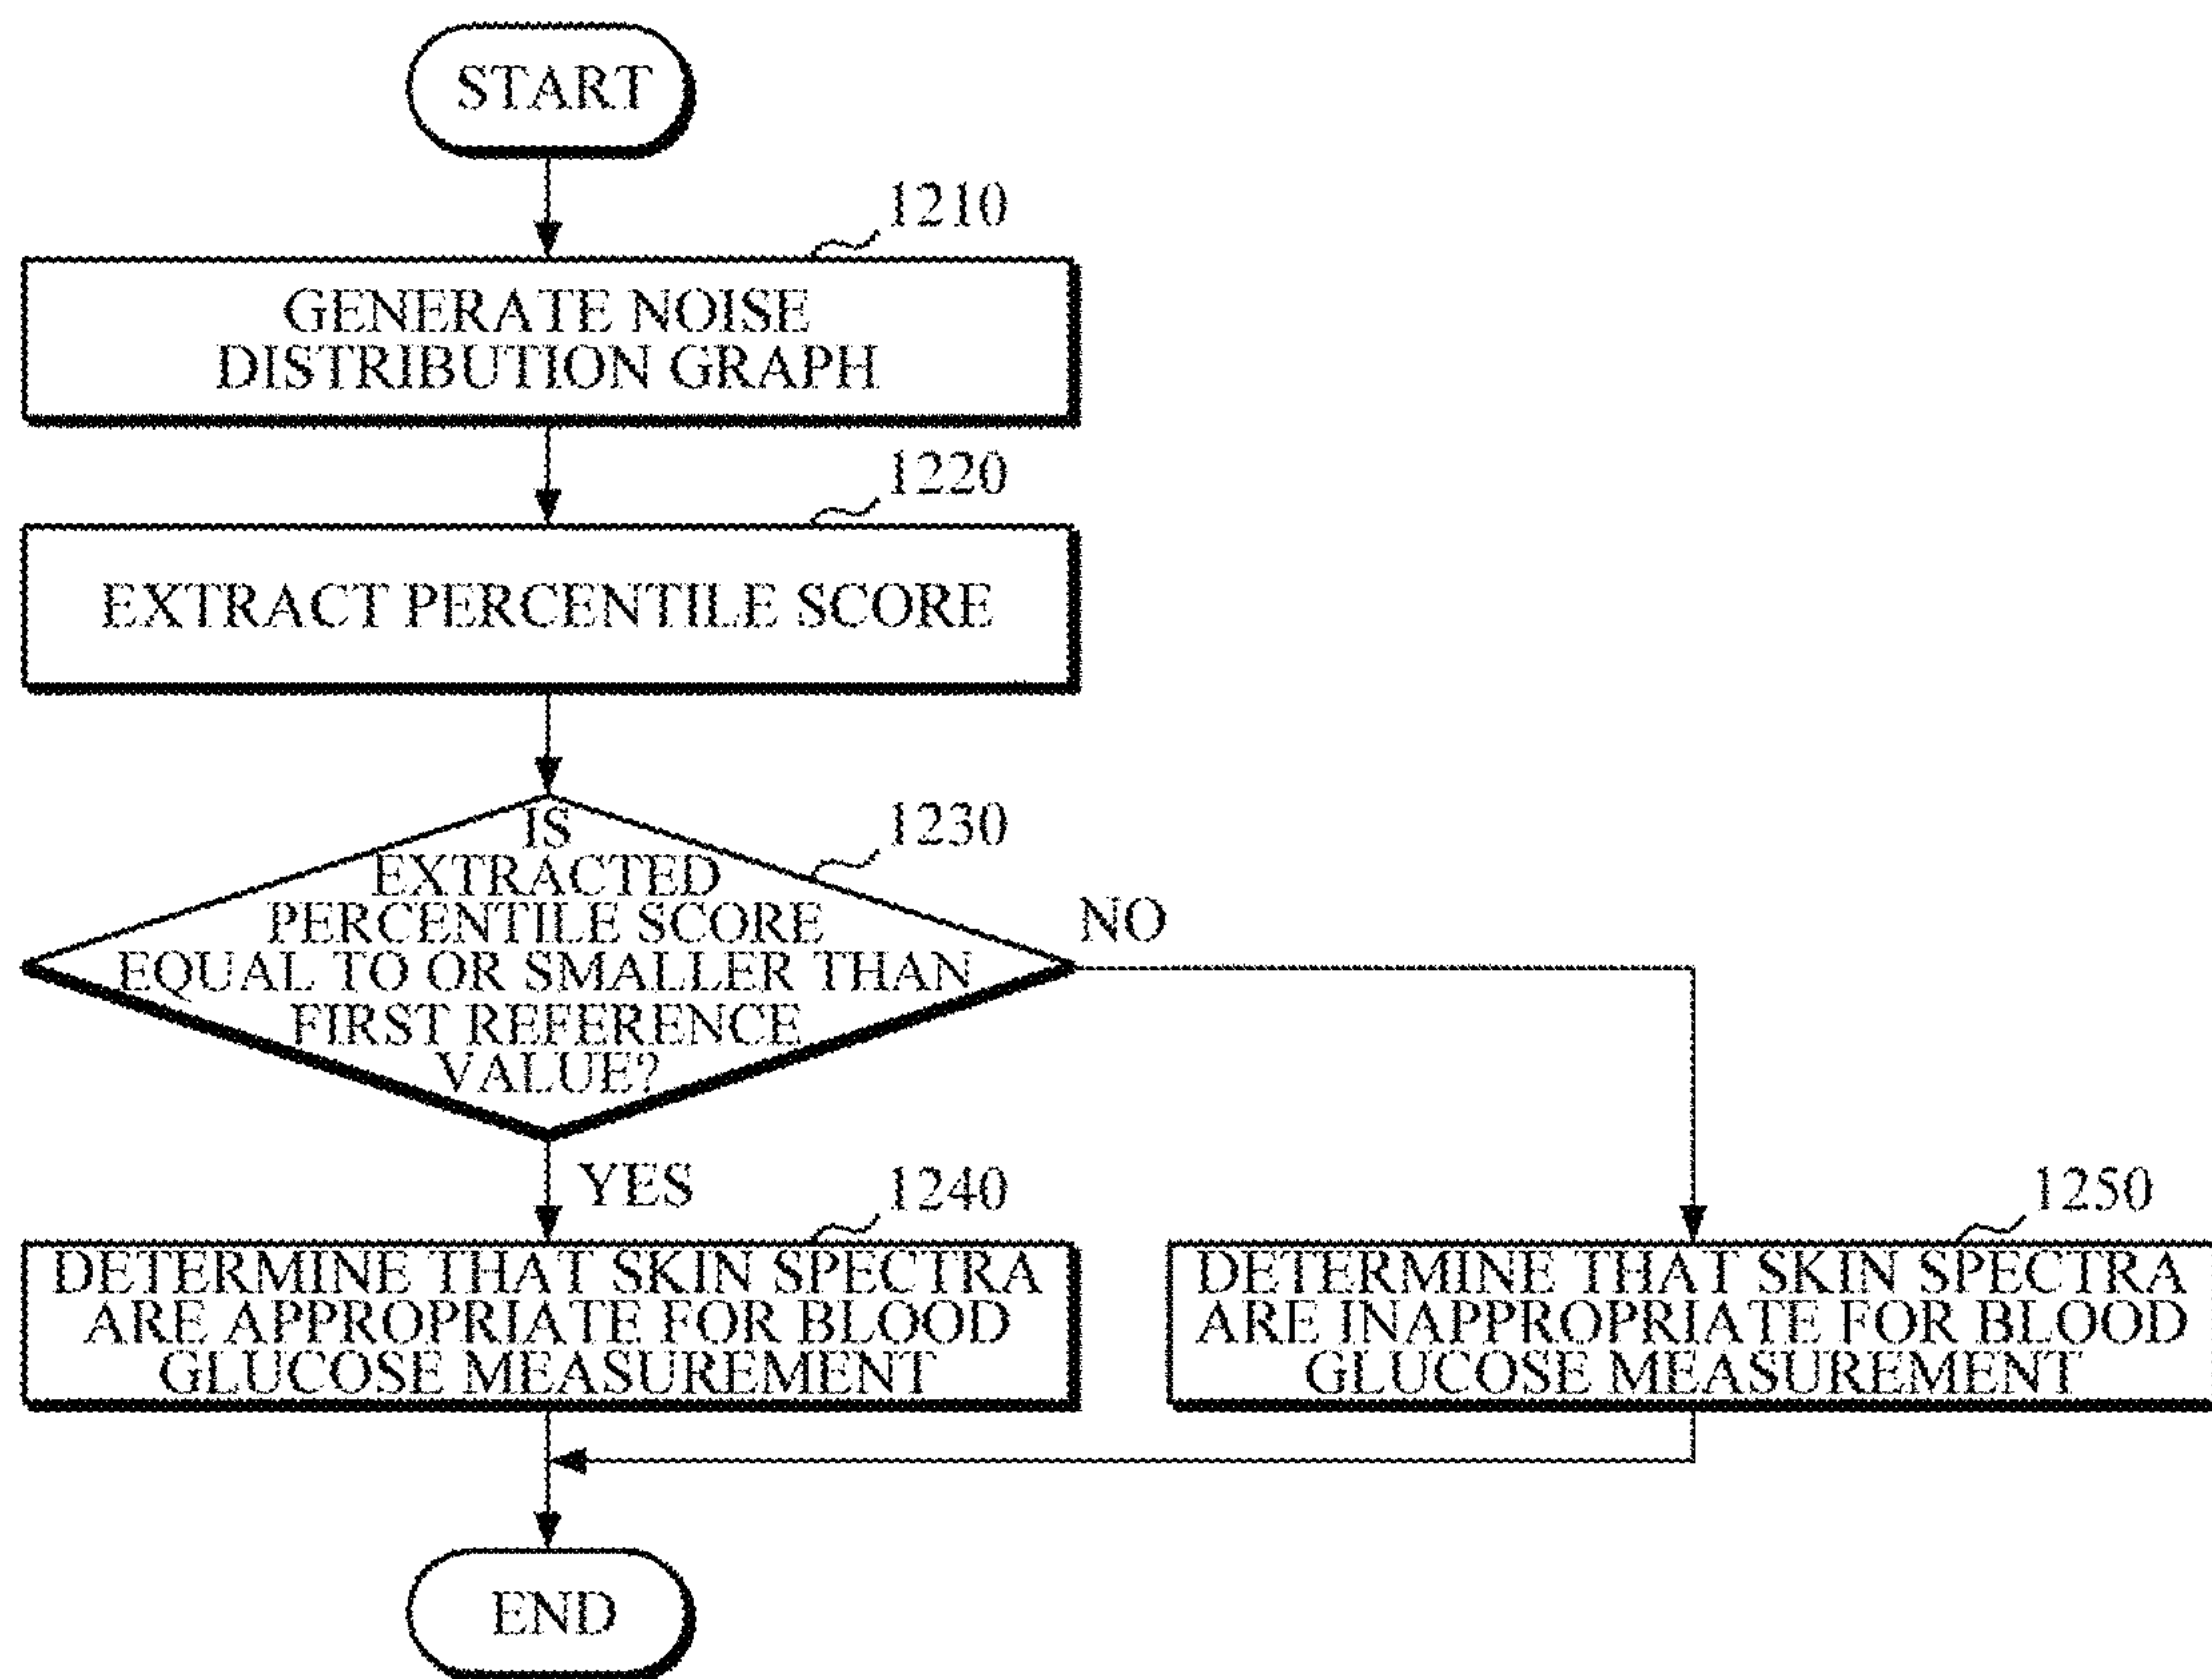 START
1210
GENERATE NOISE
DISTRIBUTION GRAPH
1220
EXTRACT PERCENTILE SCORE
1230
IS
EXTRACTED
PERCENTILE SCORE
EQUAL TO OR SMALLER THAN
FIRST REFERENCE
VALUE?
NO
YES
1240
DETERMINE THAT SKIN SPECTRA
ARE APPROPRIATE FOR BLOOD
GLUCOSE MEASUREMENT
1250
DETERMINE THAT SKIN SPECTRA
ARE INAPPROPRIATE FOR BLOOD
GLUCOSE MEASUREMENT
END